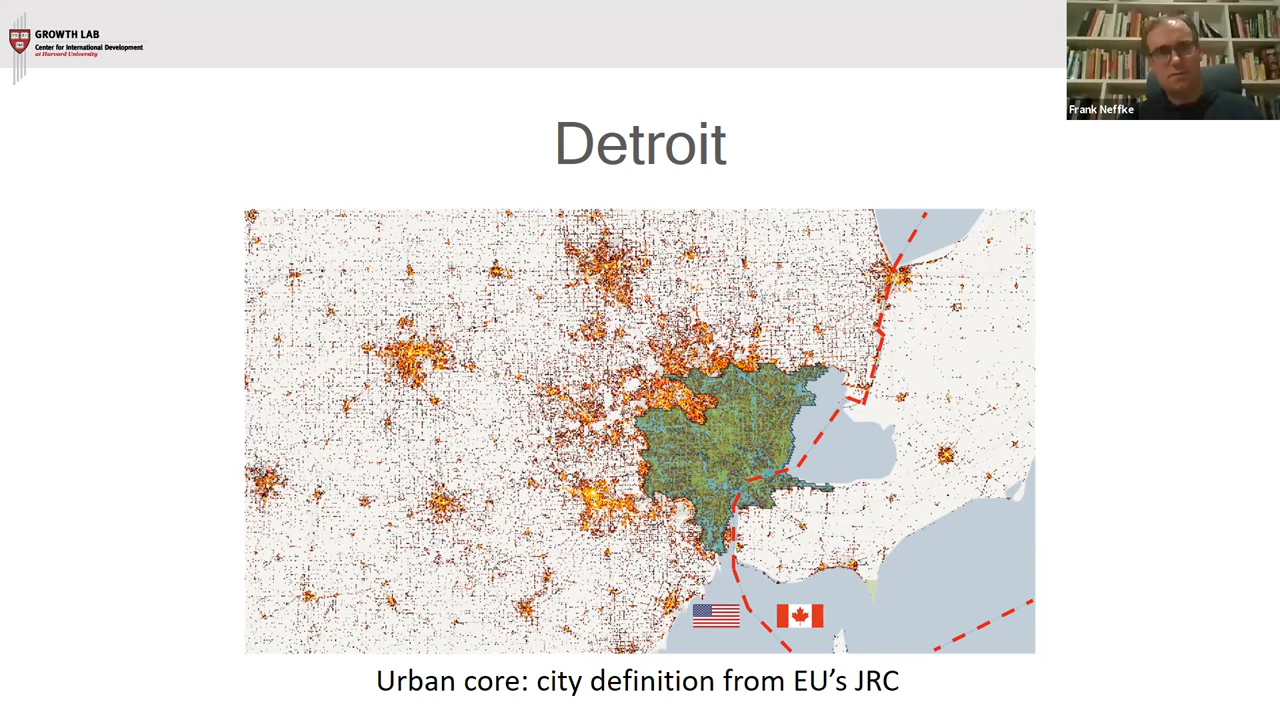 GROWTH LAB
Center for International Development
at Harvard University
Frank Neffke
Detroit
Urban core: city definition from EU’s JRC